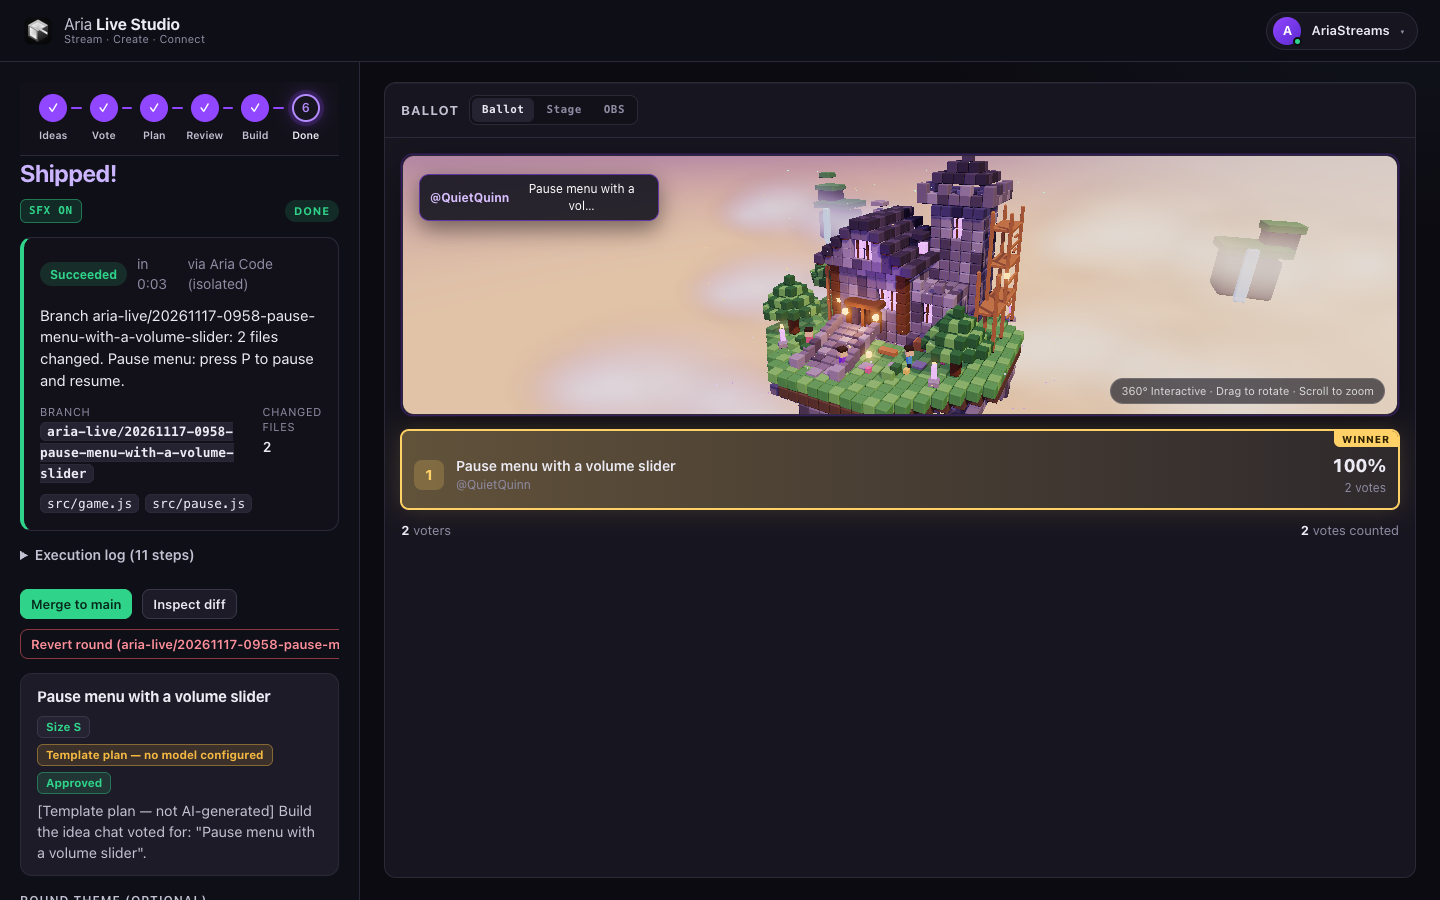 Aria Live Studio
Stream · Create · Connect
A
AriaStreams
6
Ideas
Vote
Plan
Review
Build
Done
Shipped!
SFX ON
DONE
Succeeded
in 0:03
via Aria Code (isolated)
Branch aria-live/20261117-0958-pause-
menu-with-a-volume-slider: 2 files
changed. Pause menu: press P to pause
and resume.
BRANCH
aria-live/20261117-0958-
pause-menu-with-a-volume-
slider
CHANGED
FILES
2
src/game.js
src/pause.js
Execution log (11 steps)
Merge to main
Inspect diff
Revert round (aria-live/20261117-0958-pause-m
Pause menu with a volume slider
Size S
Template plan — no model configured
Approved
[Template plan — not AI-generated] Build
the idea chat voted for: "Pause menu with
a volume slider".
ROUND THEME (OPTIONAL)
BALLOT
Ballot
Stage
OBS
@QuietQuinn
Pause menu with a
vol...
360° Interactive · Drag to rotate · Scroll to zoom
WINNER
1
Pause menu with a volume slider
@QuietQuinn
100%
2 votes
2 voters
2 votes counted